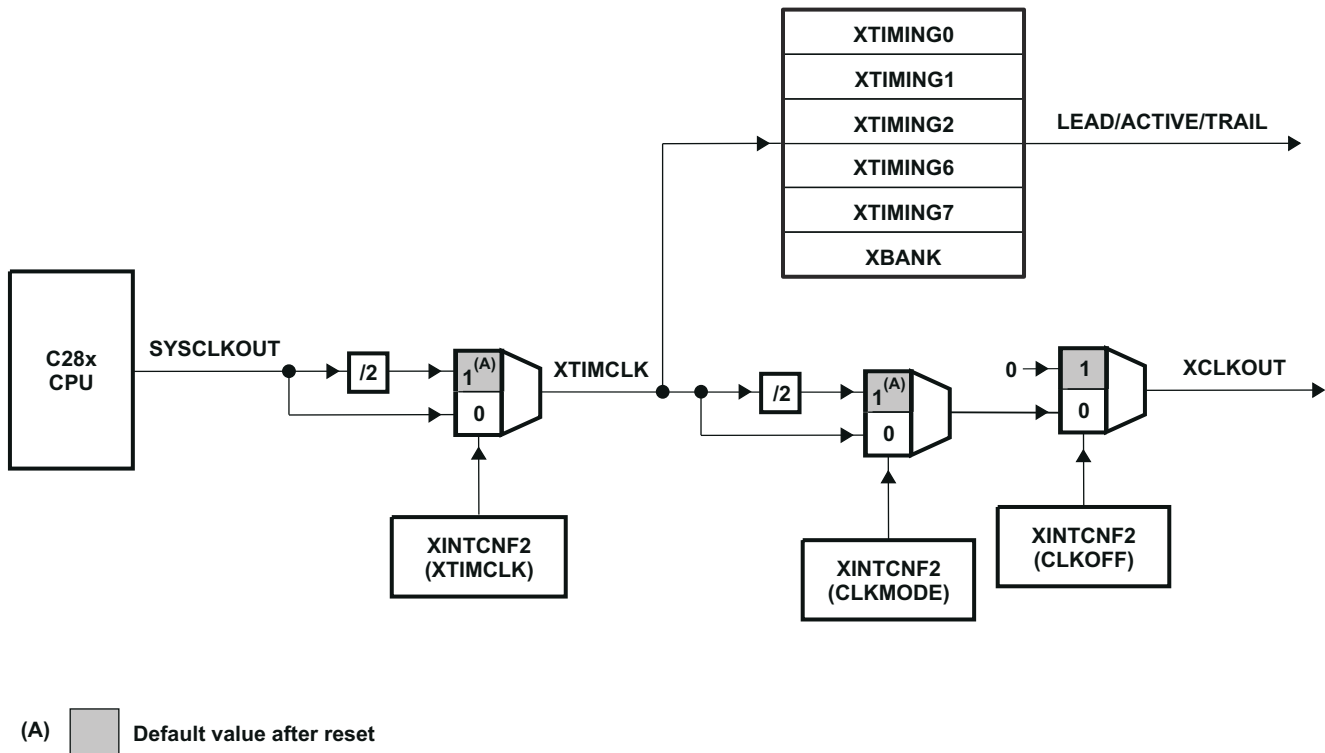 XTIMING0
XTIMING1
XTIMING2
LEAD/ACTIVE/TRAIL
XTIMING6
XTIMING7
XBANK
C28x
CPU
SYSCLKOUT
/2
1(A)
0
XTIMCLK
/2
1(A)
0
0
1
0
XCLKOUT
XINTCNF2
(XTIMCLK)
XINTCNF2
(CLKMODE)
XINTCNF2
(CLKOFF)
(A)
Default value after reset